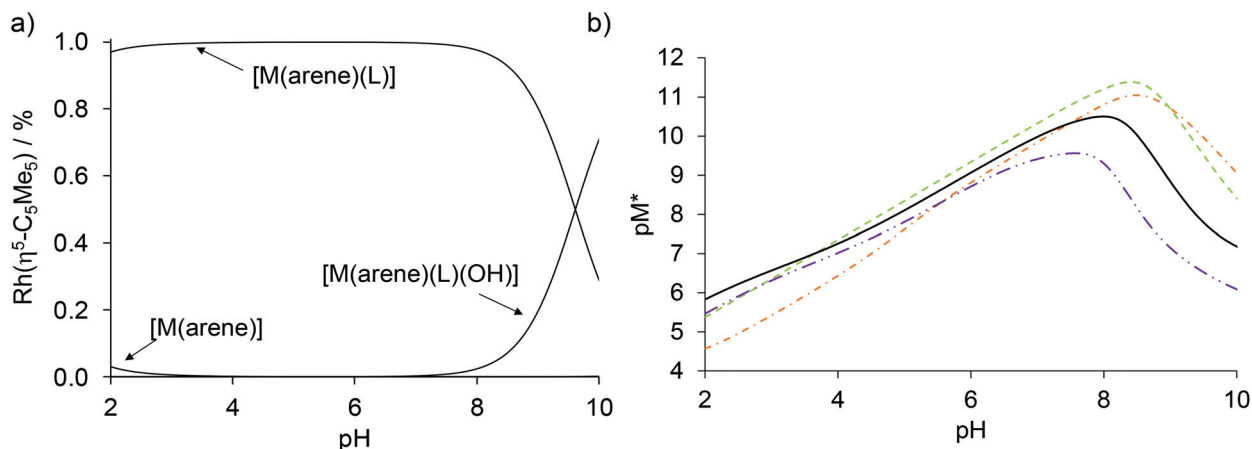 a)
Rh(η⁵-C₅Me₅) / %
1.0
0.8
0.6
0.4
0.2
0.0
[M(arene)(L)]
[M(arene)(L)(OH)]
[M(arene)]
2 4 6 8 10
pH
b)
pM*
12
11
10
9
8
7
6
5
4
2 4 6 8 10
pH